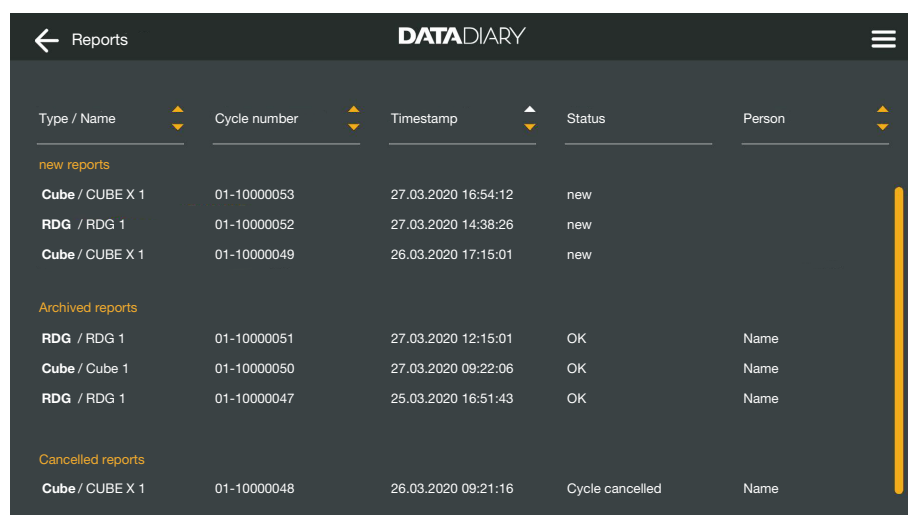 Reports DATADIARY
Type / Name Cycle number Timestamp Status Person
new reports
Cube / CUBE X 1 01-10000053 27.03.2020 16:54:12 new
RDG / RDG 1 01-10000052 27.03.2020 14:38:26 new
Cube / CUBE X 1 01-10000049 26.03.2020 17:15:01 new
Archived reports
RDG / RDG 1 01-10000051 27.03.2020 12:15:01 OK Name
Cube / Cube 1 01-10000050 27.03.2020 09:22:06 OK Name
RDG / RDG 1 01-10000047 25.03.2020 16:51:43 OK Name
Cancelled reports
Cube / CUBE X 1 01-10000048 26.03.2020 09:21:16 Cycle cancelled Name